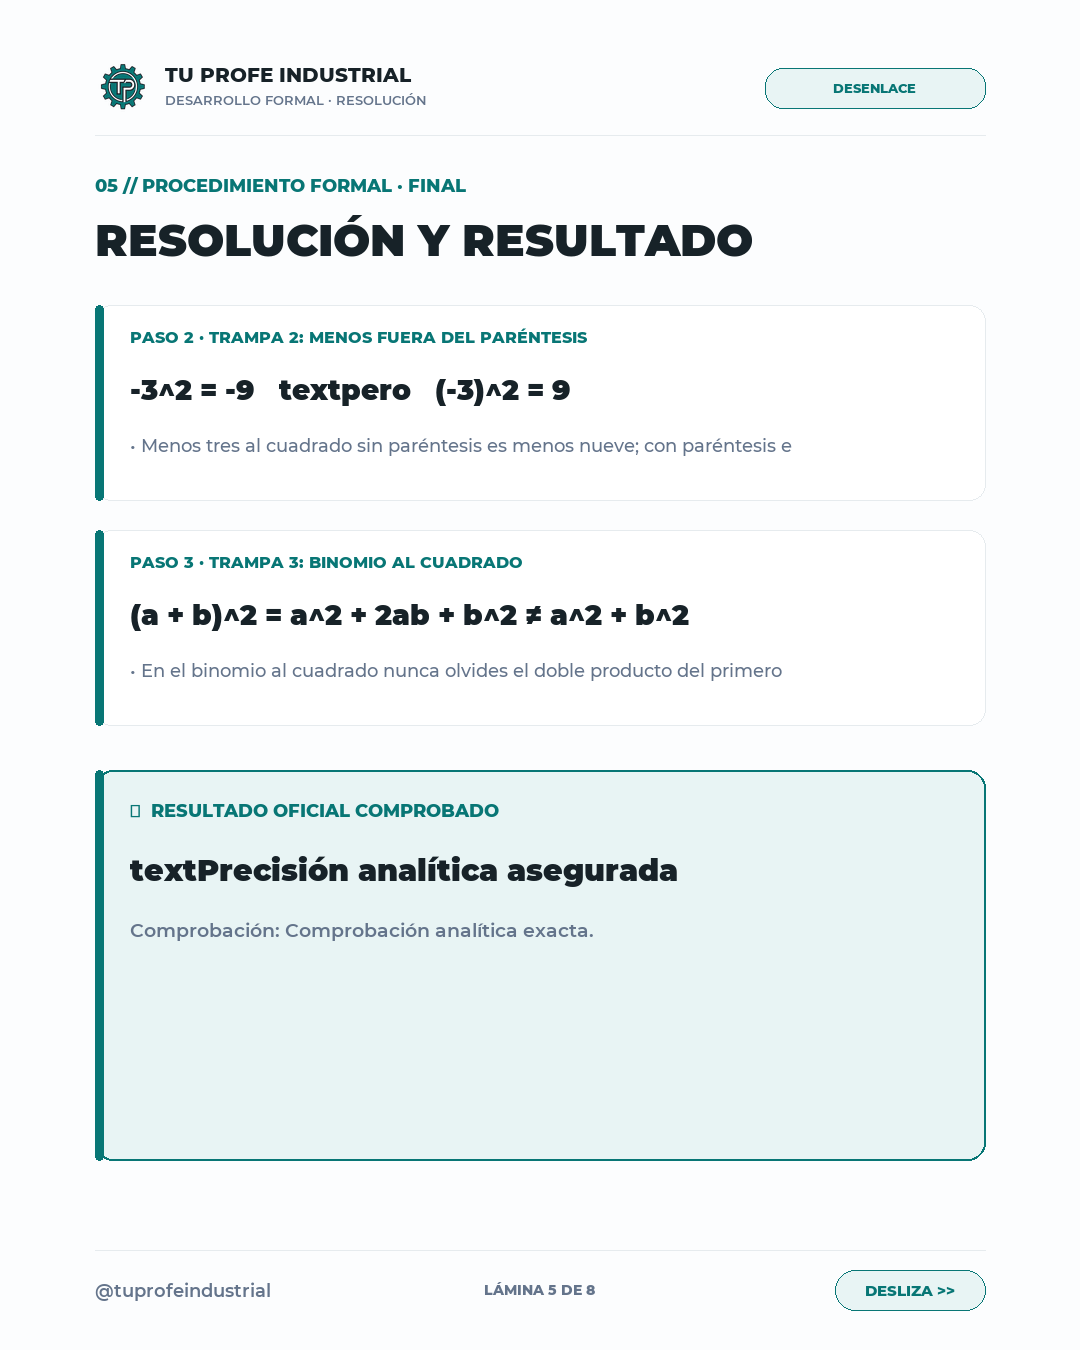 TP
TU PROFE INDUSTRIAL
DESARROLLO FORMAL · RESOLUCIÓN
DESENLACE
05 // PROCEDIMIENTO FORMAL · FINAL
RESOLUCIÓN Y RESULTADO
PASO 2 • TRAMPA 2: MENOS FUERA DEL PARÉNTESIS
-3^2 = -9 textpero (-3)^2 = 9
· Menos tres al cuadrado sin paréntesis es menos nueve; con paréntesis e
PASO 3 • TRAMPA 3: BINOMIO AL CUADRADO
(a + b)^2 = a^2 + 2ab + b^2 ≠ a^2 + b^2
· En el binomio al cuadrado nunca olvides el doble producto del primero
RESULTADO OFICIAL COMPROBADO
textPrecisión analítica asegurada
Comprobación: Comprobación analítica exacta.
@tuprofeindustrial
LÁMINA 5 DE 8
DESLIZA >>